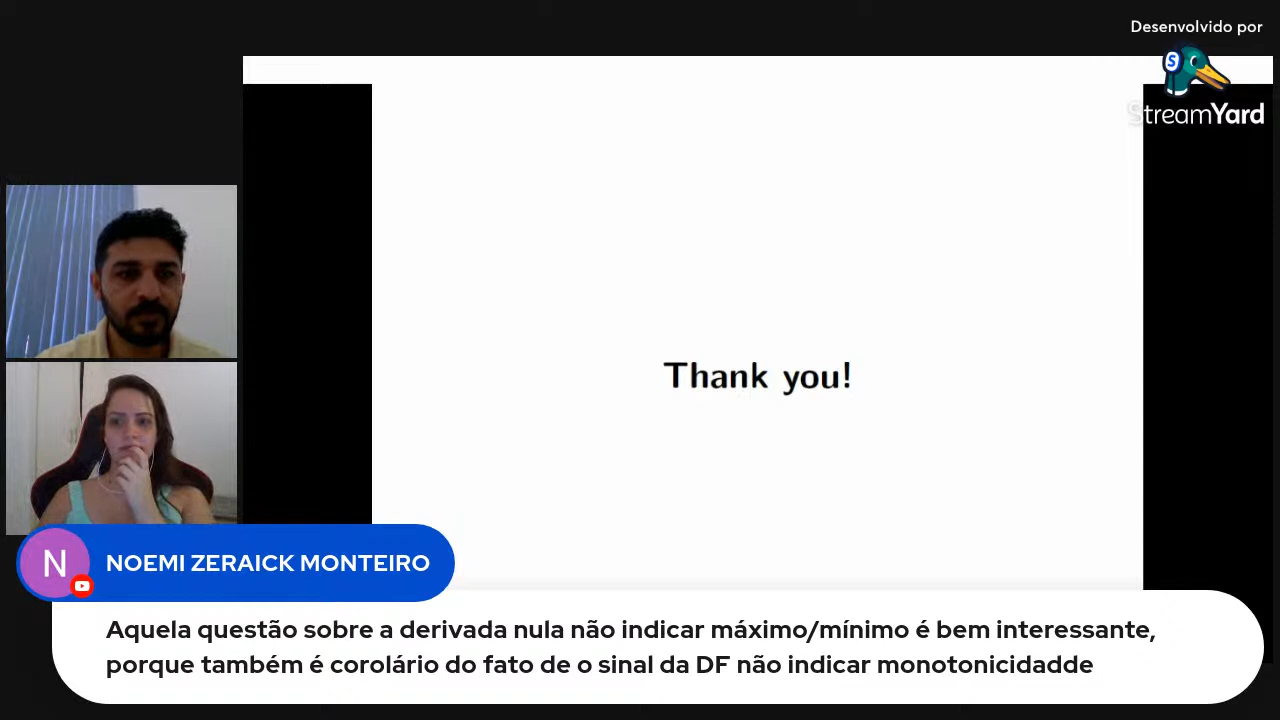 Desenvolvido por
S
StreamYard
Thank you!
N
NOEMI ZERAICK MONTEIRO
Aquela questão sobre a derivada nula não indicar máximo/mínimo é bem interessante,
porque também é corolário do fato de o sinal da DF não indicar monotonicidadde